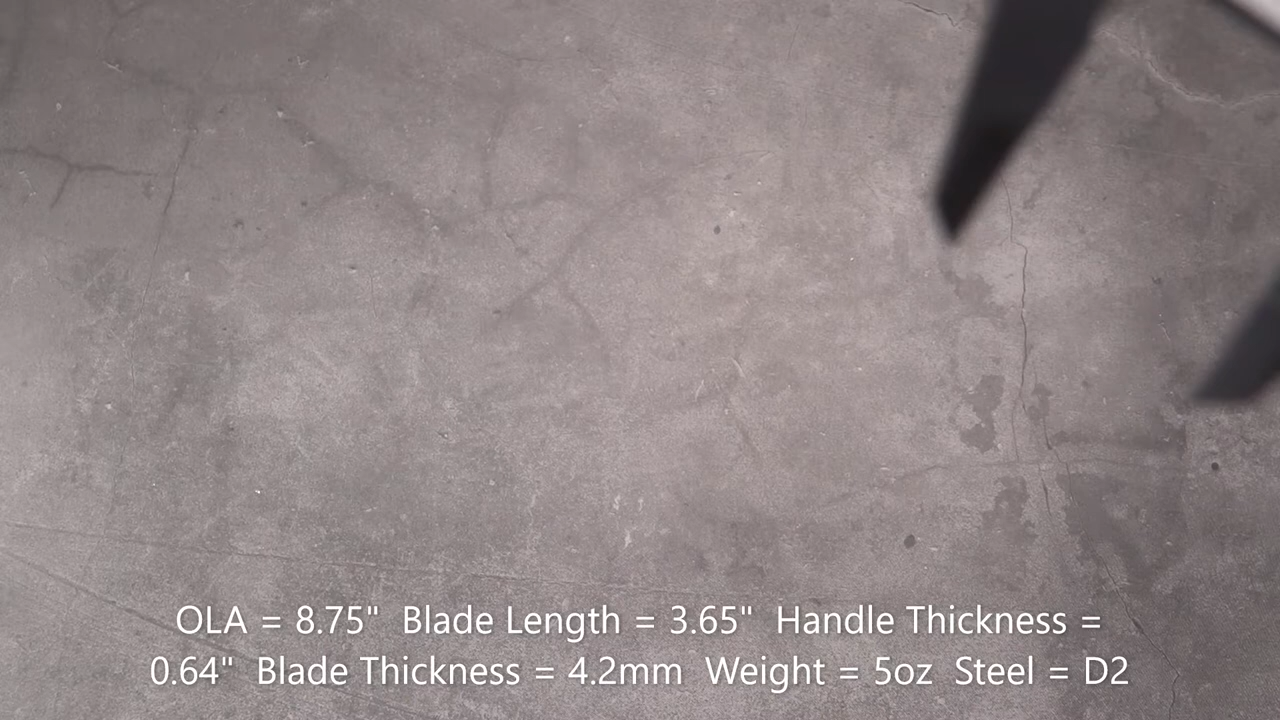 OLA = 8.75" Blade Length = 3.65" Handle Thickness =
0.64" Blade Thickness = 4.2mm Weight = 5oz Steel = D2